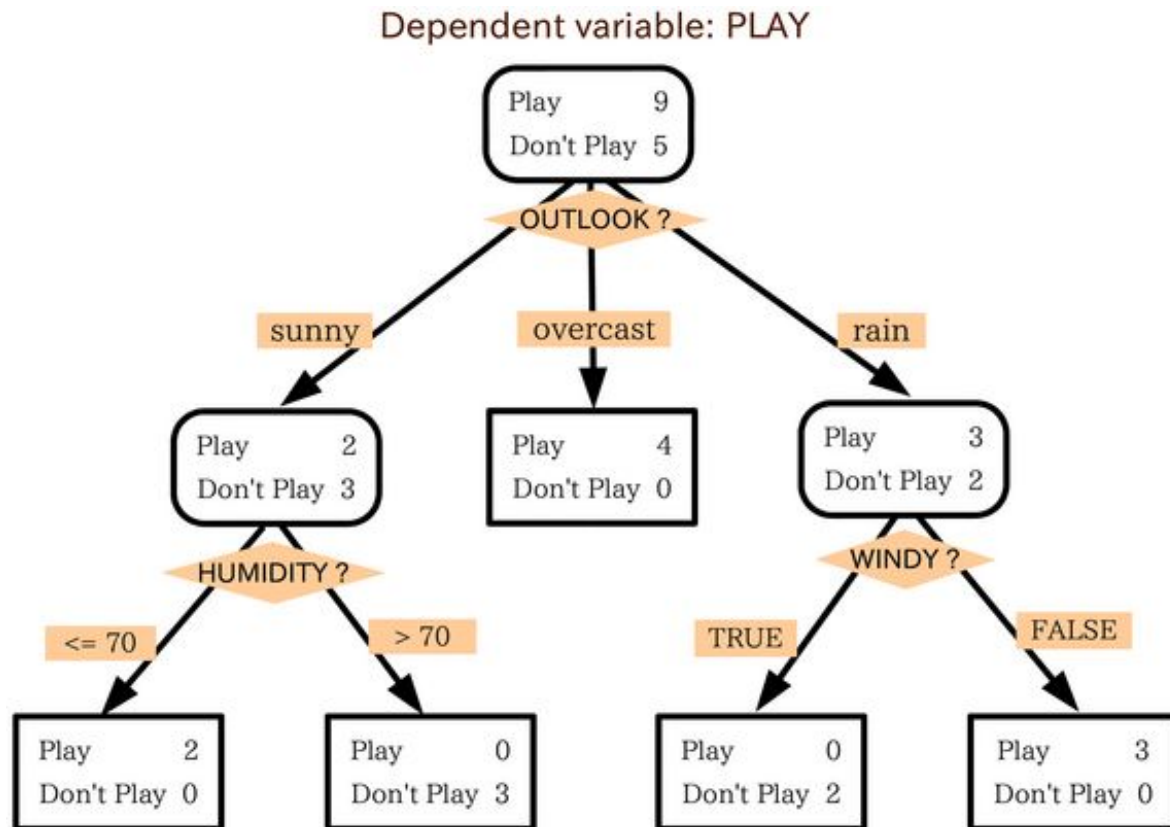 Dependent variable: PLAY
Play 9
Don't Play 5
OUTLOOK ?
sunny
overcast
rain
Play 2
Don't Play 3
Play 4
Don't Play 0
Play 3
Don't Play 2
HUMIDITY ?
WINDY ?
<= 70
> 70
TRUE
FALSE
Play 2
Don't Play 0
Play 0
Don't Play 3
Play 0
Don't Play 2
Play 3
Don't Play 0